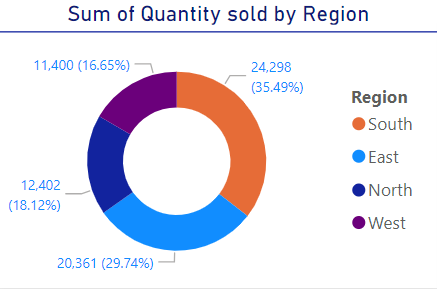 Sum of Quantity sold by Region
11,400 (16.65%)
24,298
(35.49%)
12,402
(18.12%)
20,361 (29.74%)
Region
South
East
North
West